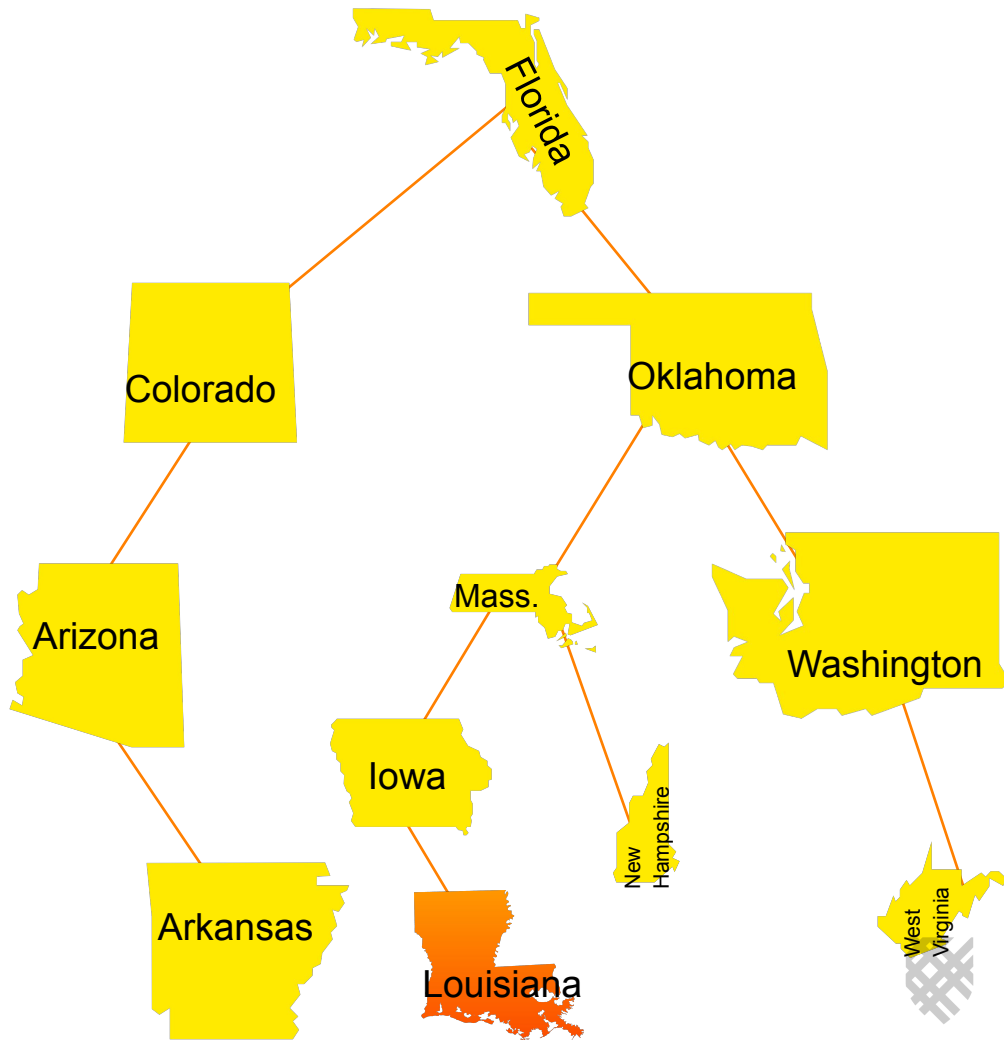 Florida
Colorado
Oklahoma
Mass.
Arizona
Washington
Iowa
New
Hampshire
Arkansas
West
Virginia
Louisiana